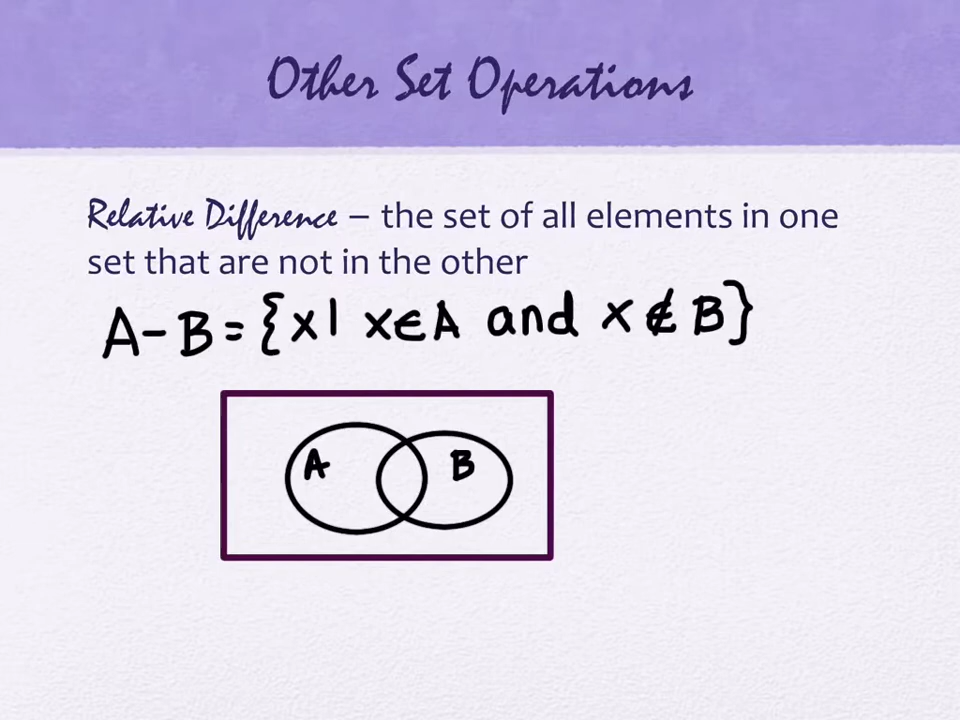 Other Set Operations
Relative Difference – the set of all elements in one
set that are not in the other
A-B={x| x∈A and x∉B}
A B